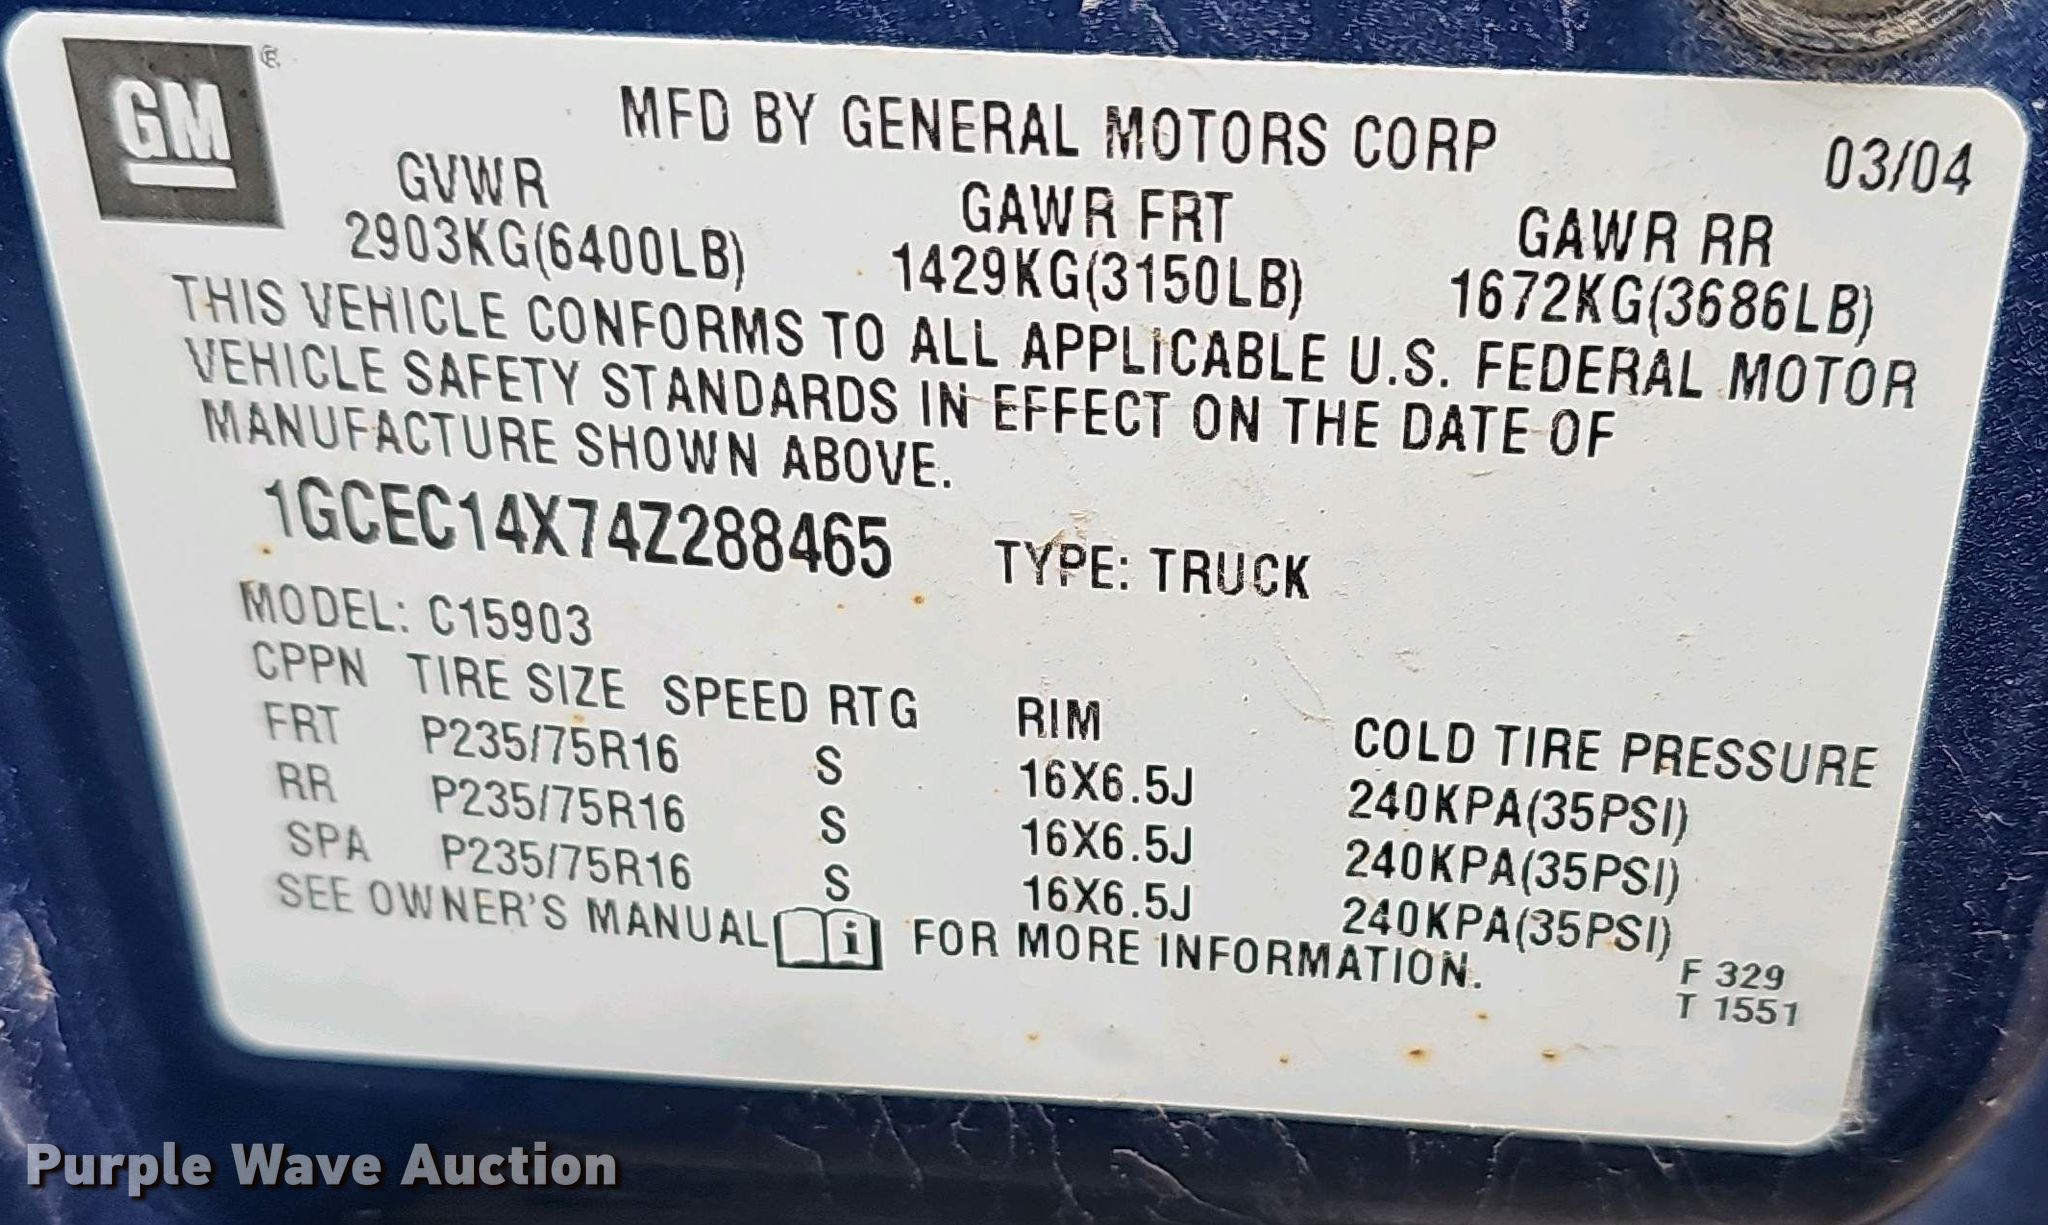 GM
®
MFD BY GENERAL MOTORS CORP
03/04
GVWR GAWR FRT GAWR RR
2903KG(6400LB) 1429KG(3150LB) 1672KG(3686LB)
THIS VEHICLE CONFORMS TO ALL APPLICABLE U.S. FEDERAL MOTOR
VEHICLE SAFETY STANDARDS IN EFFECT ON THE DATE OF
MANUFACTURE SHOWN ABOVE.
1GCEC14X74Z288465 TYPE: TRUCK
MODEL: C15903
CPPN TIRE SIZE SPEED RTG RIM COLD TIRE PRESSURE
FRT P235/75R16 S 16X6.5J 240KPA(35PSI)
RR P235/75R16 S 16X6.5J 240KPA(35PSI)
SPA P235/75R16 S 16X6.5J 240KPA(35PSI)
SEE OWNER'S MANUAL i FOR MORE INFORMATION.
F 329
T 1551
Purple Wave Auction